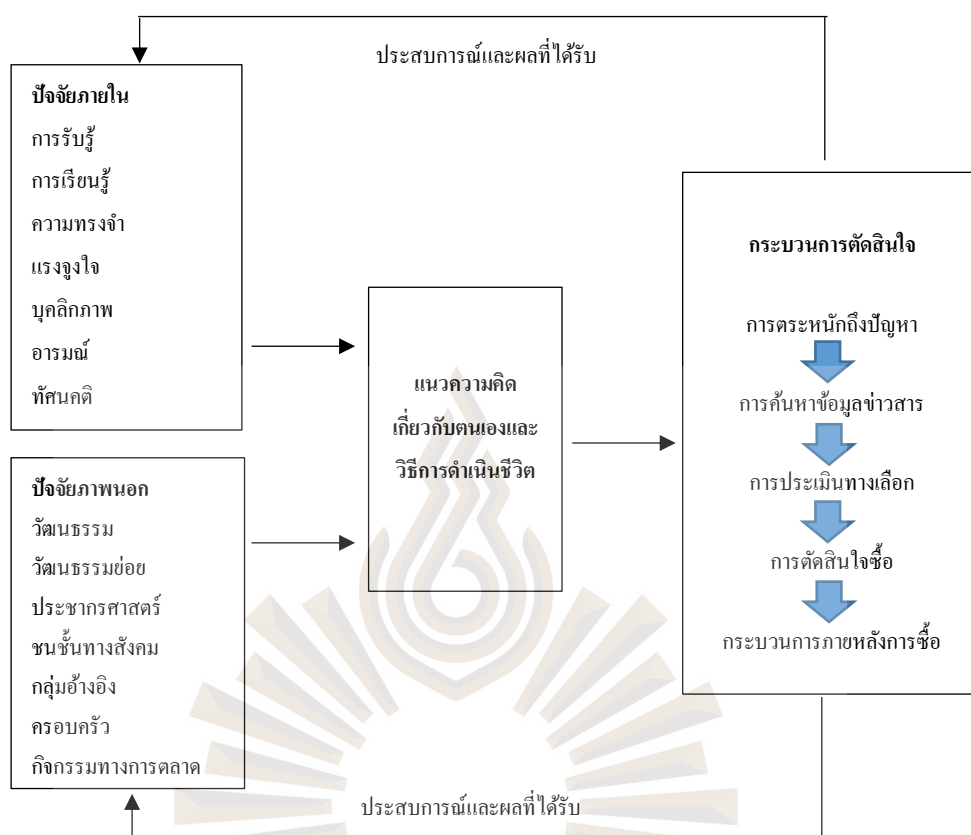 ประสบการณ์และผลที่ได้รับ
ปัจจัยภายใน
การรับรู้
การเรียนรู้
ความทรงจำ
แรงจูงใจ
บุคลิกภาพ
อารมณ์
ทัศนคติ
ปัจจัยภาพนอก
วัฒนธรรม
วัฒนธรรมย่อย
ประชากรศาสตร์
ชนชั้นทางสังคม
กลุ่มอ้างอิง
ครอบครัว
กิจกรรมทางการตลาด
แนวความคิด
เกี่ยวกับตนเองและ
วิธีการดำเนินชีวิต
กระบวนการตัดสินใจ
การตระหนักถึงปัญหา
การค้นหาข้อมูลข่าวสาร
การประเมินทางเลือก
การตัดสินใจซื้อ
กระบวนการภายหลังการซื้อ
ประสบการณ์และผลที่ได้รับ